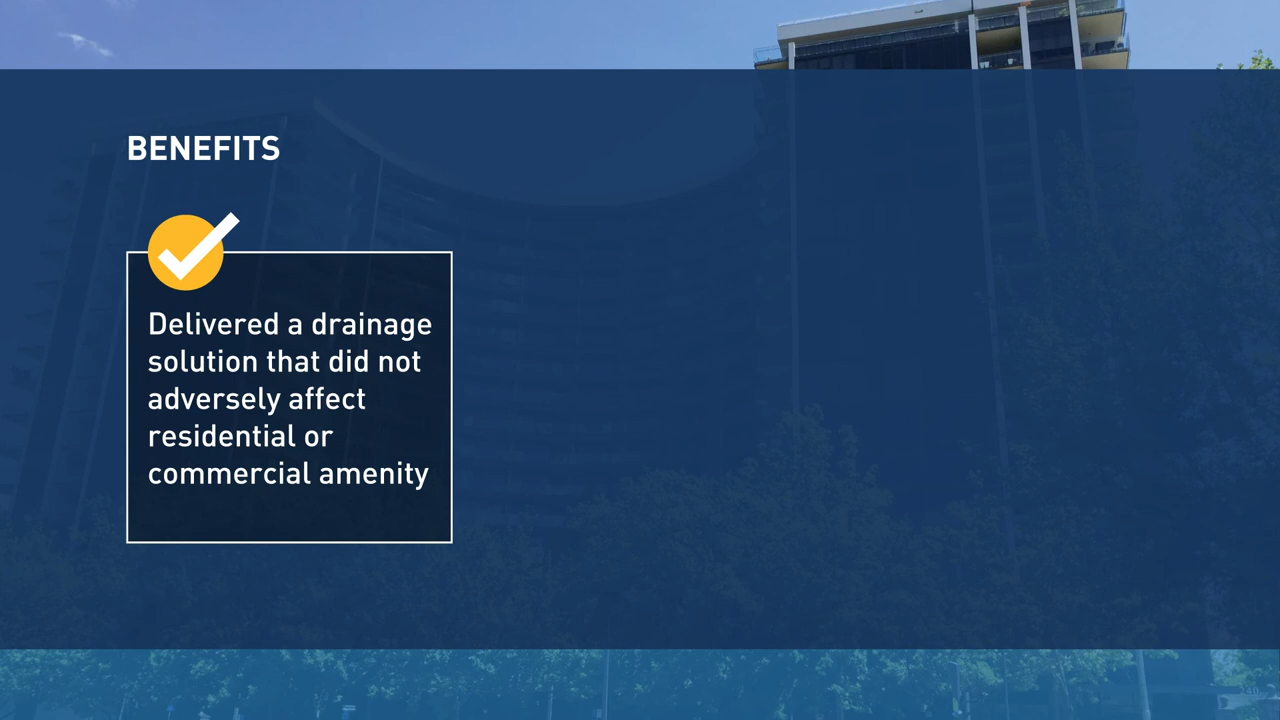 BENEFITS
Delivered a drainage
solution that did not
adversely affect
residential or
commercial amenity